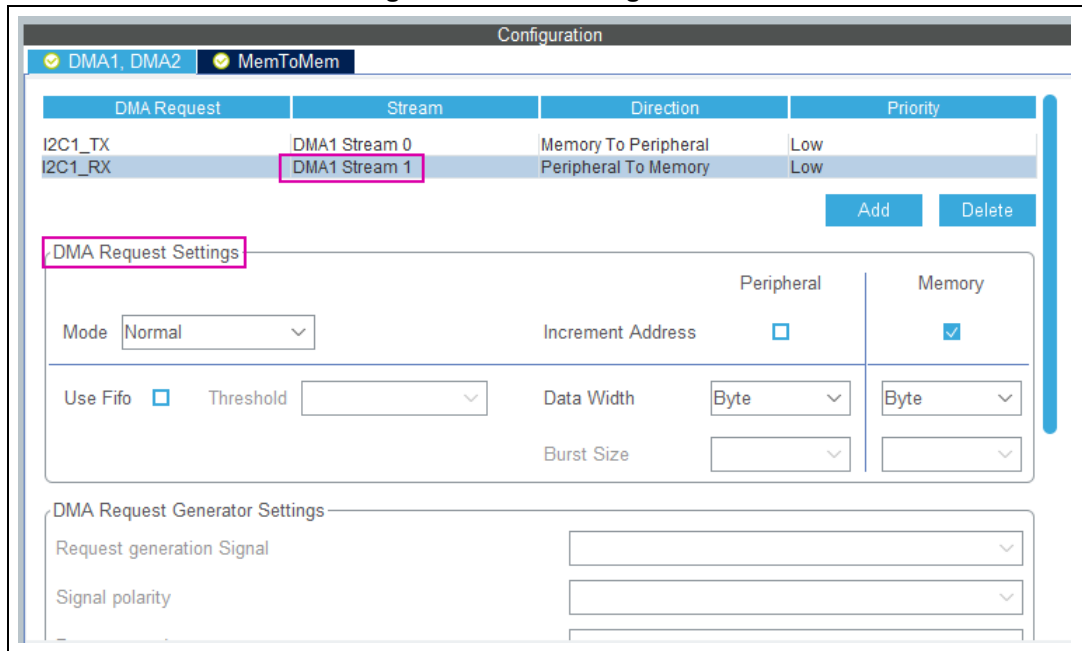 Configuration
DMA1, DMA2 MemToMem
DMA Request Stream Direction Priority
I2C1_TX DMA1 Stream 0 Memory To Peripheral Low
I2C1_RX DMA1 Stream 1 Peripheral To Memory Low
Add Delete
DMA Request Settings
Peripheral Memory
Mode Normal Increment Address
Use Fifo Threshold Data Width Byte Byte
Burst Size
DMA Request Generator Settings
Request generation Signal
Signal polarity